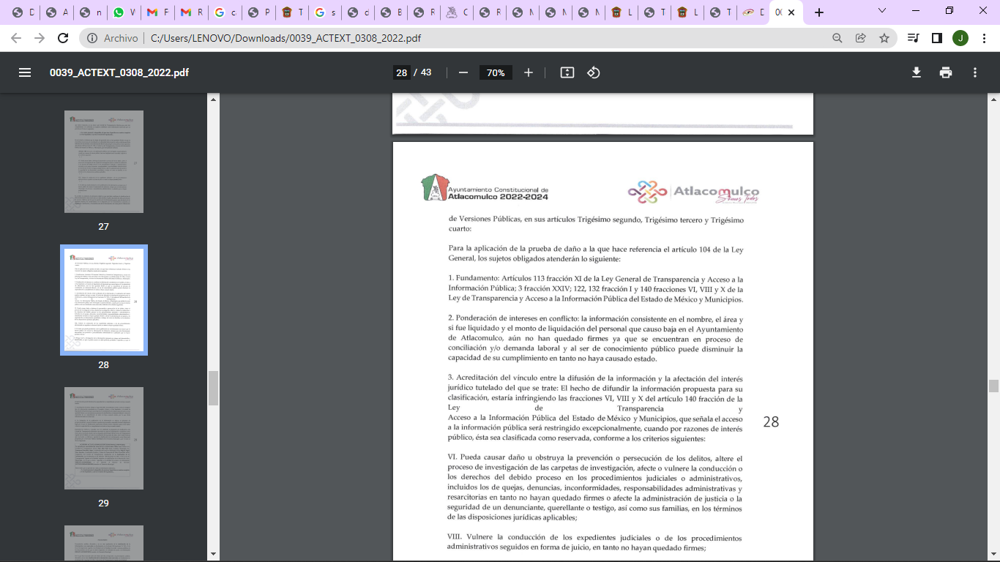 D
A
n
W
F
R
c
P
T
s
d
B
R
C
R
N
N
N
L
T
L
T
D
00
Archivo
C:/Users/LENOVO/Downloads/0039_ACTEXT_0308_2022.pdf
J
0039_ACTEXT_0308_2022.pdf
28 / 43
70%
27
28
29
Ayuntamiento Constitucional de
Atlacomulco 2022-2024
Atlacomulco
Somos Todos
de Versiones Públicas, en sus artículos Trigésimo segundo, Trigésimo tercero y Trigésimo
cuarto:
Para la aplicación de la prueba de daño a la que hace referencia el artículo 104 de la Ley
General, los sujetos obligados atenderán lo siguiente:
1. Fundamento: Artículos 113 fracción XI de la Ley General de Transparencia y Acceso a la
Información Pública; 3 fracción XXIV; 122, 132 fracción I y 140 fracciones VI, VIII y X de la
Ley de Transparencia y Acceso a la Información Pública del Estado de México y Municipios.
2. Ponderación de intereses en conflicto: la información consistente en el nombre, el área y
si fue liquidado y el monto de liquidación del personal que causo baja en el Ayuntamiento
de Atlacomulco, aún no han quedado firmes ya que se encuentran en proceso de
conciliación y/o demanda laboral y al ser de conocimiento público puede disminuir la
capacidad de su cumplimiento en tanto no haya causado estado.
3. Acreditación del vínculo entre la difusión de la información y la afectación del interés
jurídico tutelado del que se trate: El hecho de difundir la información propuesta para su
clasificación, estaría infringiendo las fracciones VI, VIII y X del artículo 140 fracción de la
Ley de Transparencia y
Acceso a la Información Pública del Estado de México y Municipios, que señala el acceso
a la información pública será restringido excepcionalmente, cuando por razones de interés
público, ésta sea clasificada como reservada, conforme a los criterios siguientes:
28
VI. Pueda causar daño u obstruya la prevención o persecución de los delitos, altere el
proceso de investigación de las carpetas de investigación, afecte o vulnere la conducción o
los derechos del debido proceso en los procedimientos judiciales o administrativos,
incluidos los de quejas, denuncias, inconformidades, responsabilidades administrativas y
resarcitorias en tanto no hayan quedado firmes o afecte la administración de justicia o la
seguridad de un denunciante, querellante o testigo, así como sus familias, en los términos
de las disposiciones jurídicas aplicables;
VIII. Vulnere la conducción de los expedientes judiciales o de los procedimientos
administrativos seguidos en forma de juicio, en tanto no hayan quedado firmes;